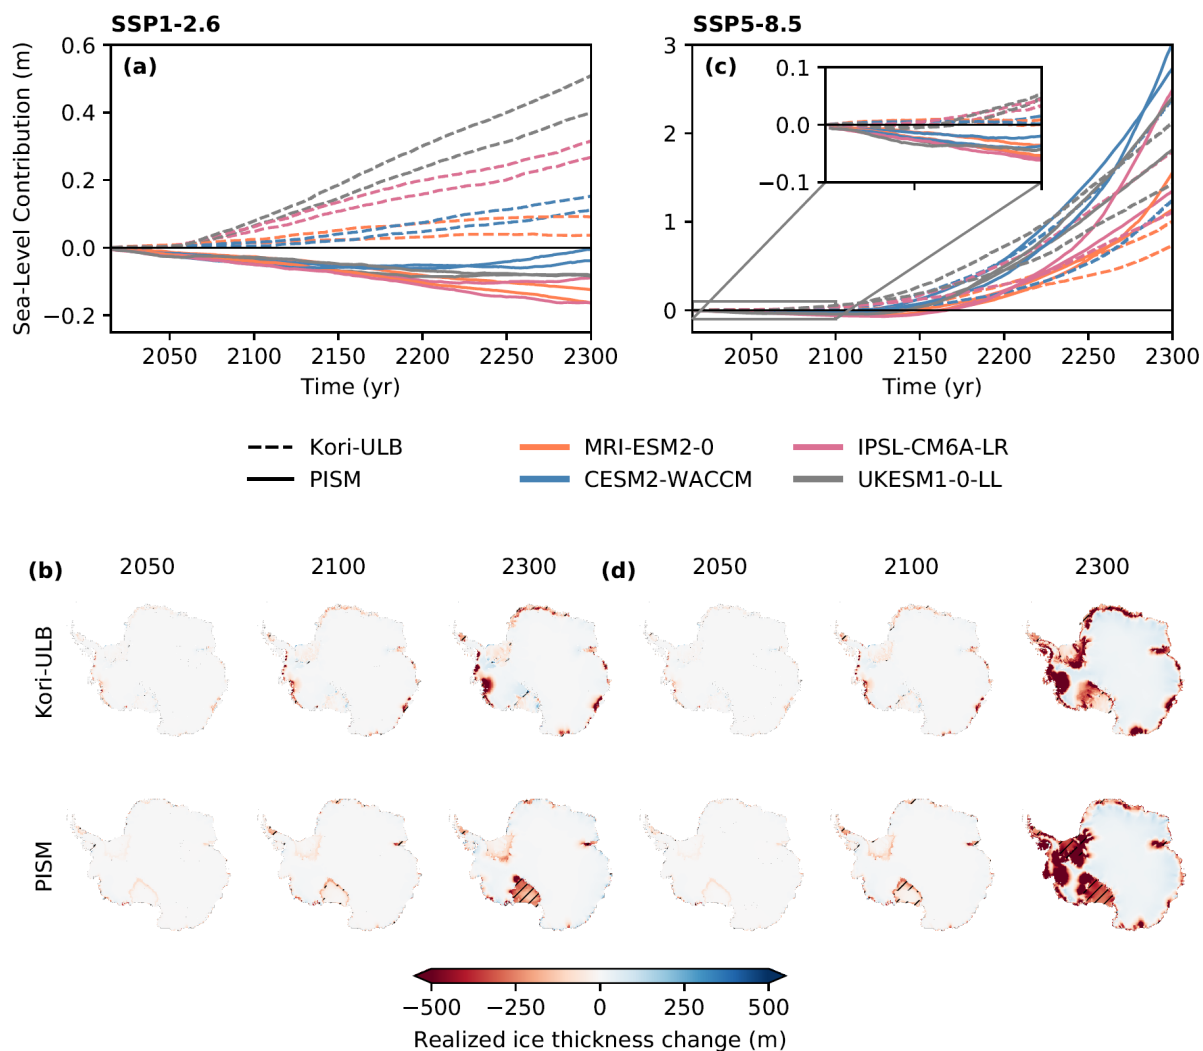 SSP1-2.6
SSP5-8.5
Sea-Level Contribution (m)
(a)
0.6
0.4
0.2
0.0
−0.2
2050
2100
2150
2200
2250
2300
Time (yr)
(c)
3
2
1
0
0.1
0.0
−0.1
2050
2100
2150
2200
2250
2300
Time (yr)
Kori-ULB
PISM
MRI-ESM2-0
CESM2-WACCM
IPSL-CM6A-LR
UKESM1-0-LL
(b)
2050
2100
2300
(d)
2050
2100
2300
Kori-ULB
PISM
−500
−250
0
250
500
Realized ice thickness change (m)